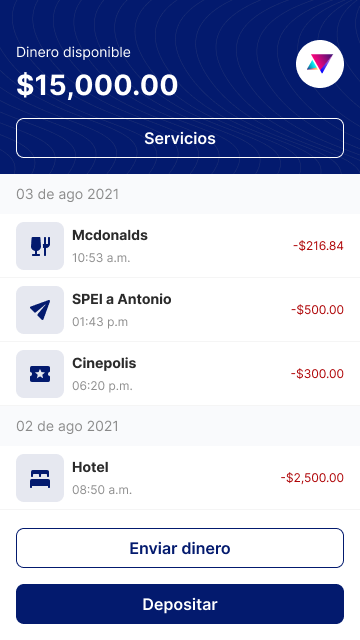 Dinero disponible
$15,000.00
Servicios
03 de ago 2021
Mcdonalds
10:53 a.m.
-$216.84
SPEI a Antonio
01:43 p.m
-$500.00
Cinepolis
06:20 p.m.
-$300.00
02 de ago 2021
Hotel
08:50 a.m.
-$2,500.00
Enviar dinero
Depositar